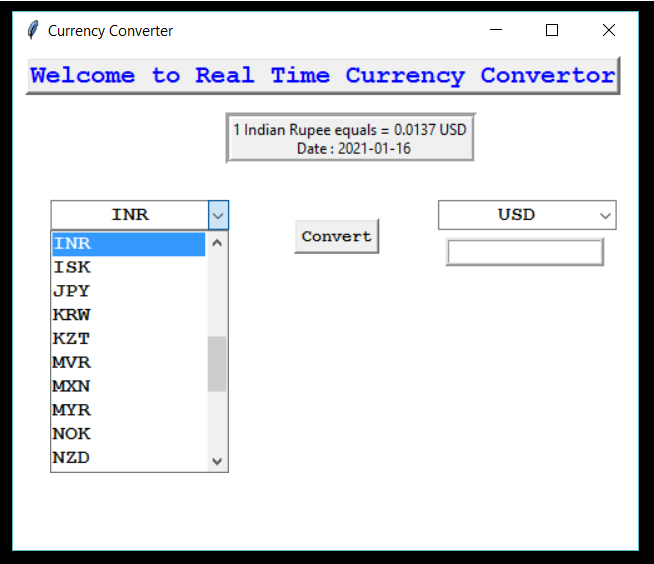 Currency Converter
Welcome to Real Time Currency Convertor
1 Indian Rupee equals = 0.0137 USD
Date : 2021-01-16
INR
USD
Convert
INR
ISK
JPY
KRW
KZT
MVR
MXN
MYR
NOK
NZD